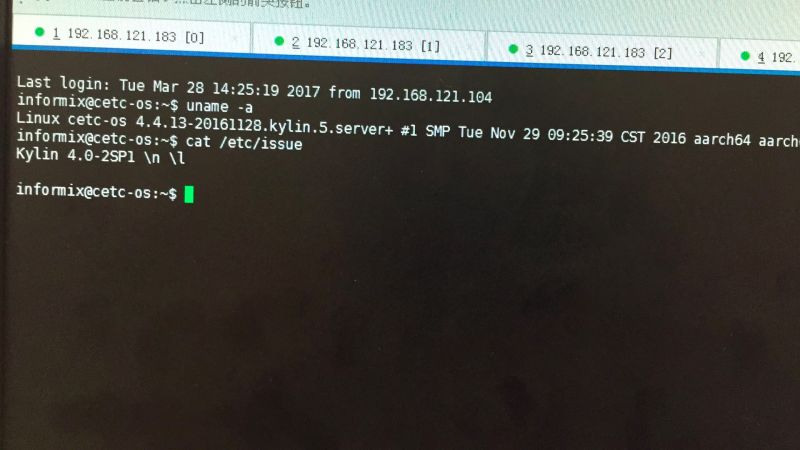 1 192.168.121.183 [0]
2 192.168.121.183 [1]
3 192.168.121.183 [2]
4 192.
Last login: Tue Mar 28 14:25:19 2017 from 192.168.121.104
informix@cetc-os:~$ uname -a
Linux cetc-os 4.4.13-20161128.kylin.5.server+ #1 SMP Tue Nov 29 09:25:39 CST 2016 aarch64 aarch
informix@cetc-os:~$ cat /etc/issue
Kylin 4.0-2SP1 \n \l
informix@cetc-os:~$